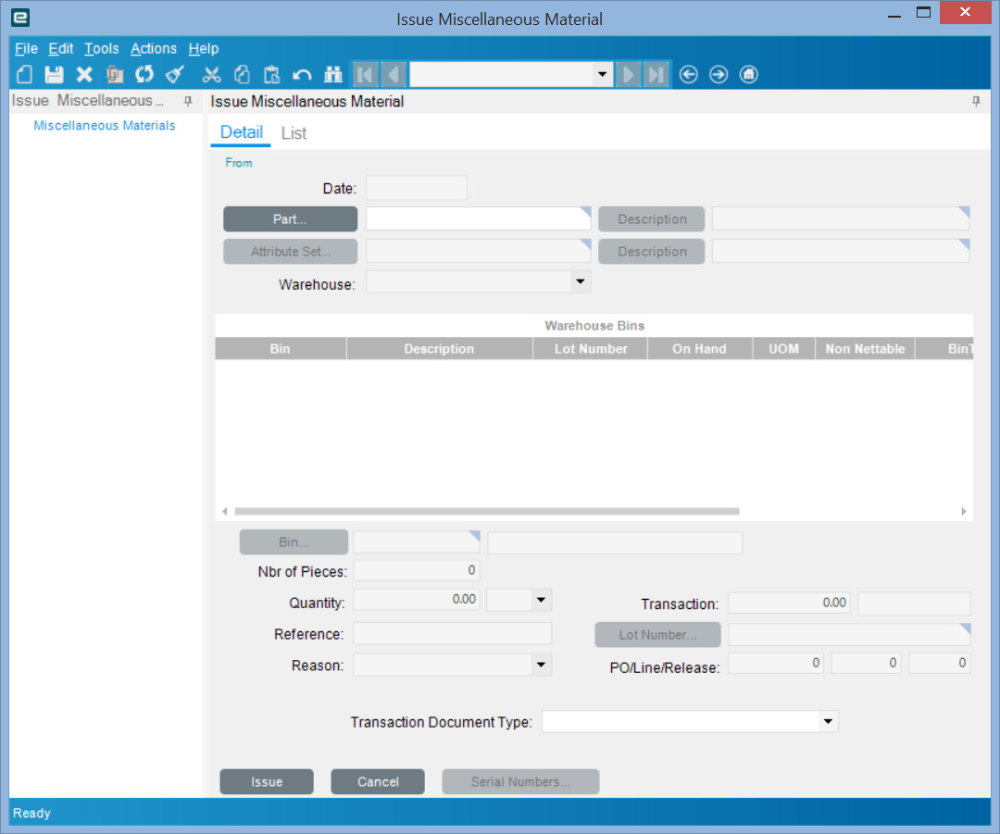 Issue Miscellaneous Material
File Edit Tools Actions Help
Issue Miscellaneous ...
Issue Miscellaneous Material
Miscellaneous Materials
Detail List
From
Date:
Part... Description
Attribute Set... Description
Warehouse:
Warehouse Bins
Bin Description Lot Number On Hand UOM Non Nettable BinT
Bin...
Nbr of Pieces: 0
Quantity: 0.00 Transaction: 0.00
Reference: Lot Number...
Reason: PO/Line/Release: 0 0 0
Transaction Document Type:
Issue Cancel Serial Numbers...
Ready